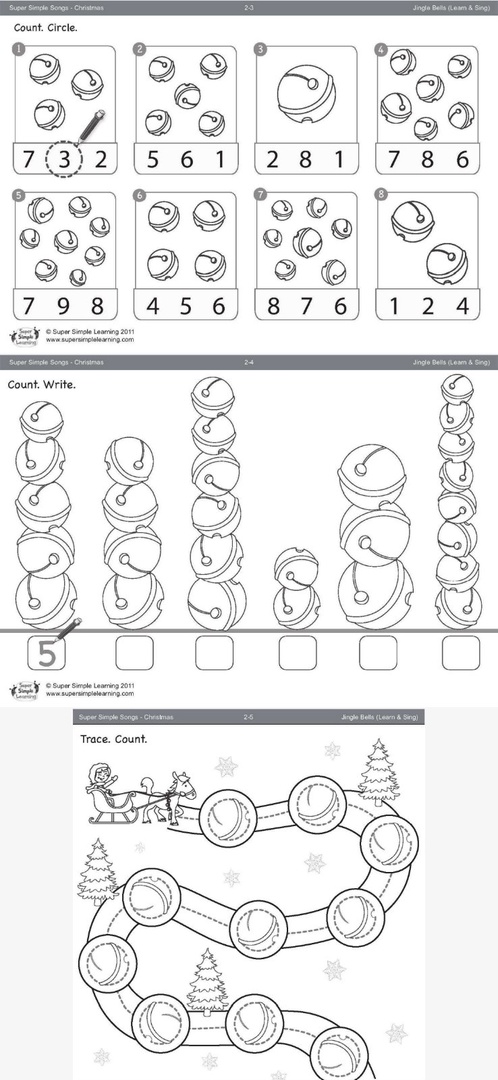 Super Simple Songs - Christmas 2-3 Jingle Bells (Learn & Sing)
Count. Circle.
1 2 3 4
7 3 2 5 6 1 2 8 1 7 8 6
5 6 7 8
7 9 8 4 5 6 8 7 6 1 2 4
Super Simple Learning
© Super Simple Learning 2011
www.supersimplelearning.com
Super Simple Songs - Christmas 2-4 Jingle Bells (Learn & Sing)
Count. Write.
5
Super Simple Learning
© Super Simple Learning 2011
www.supersimplelearning.com
Super Simple Songs - Christmas 2-5 Jingle Bells (Learn & Sing)
Trace. Count.